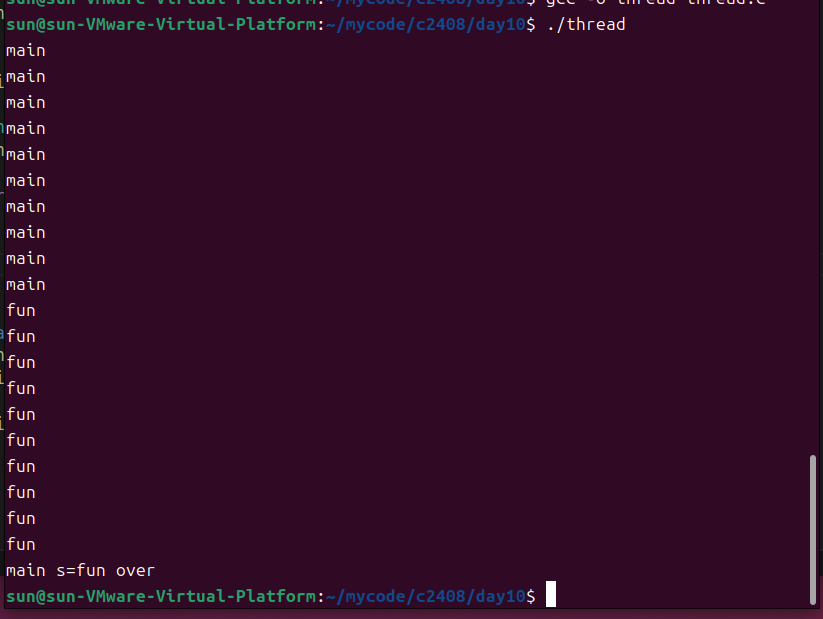 sun@sun-VMware-Virtual-Platform:~/mycode/c2408/day10$ gcc -o thread thread.c
sun@sun-VMware-Virtual-Platform:~/mycode/c2408/day10$ ./thread
main
main
main
main
main
main
main
main
main
main
fun
fun
fun
fun
fun
fun
fun
fun
fun
fun
main s=fun over
sun@sun-VMware-Virtual-Platform:~/mycode/c2408/day10$